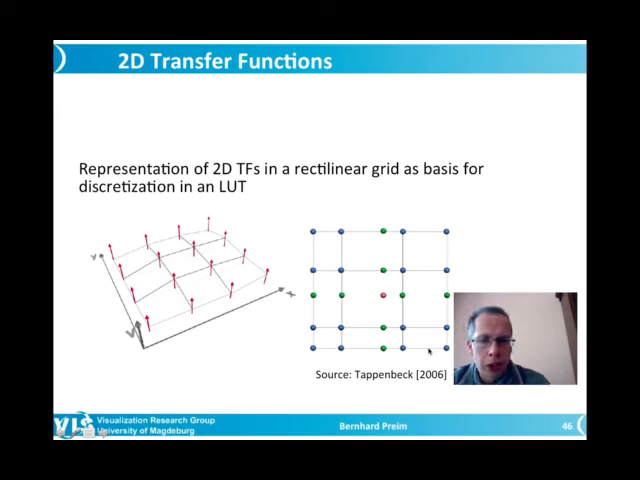 2D Transfer Functions
Representation of 2D TFs in a rectilinear grid as basis for
discretization in an LUT
y
x
v
Source: Tappenbeck [2006]
VIS
Visualization Research Group
University of Magdeburg
Bernhard Preim
46